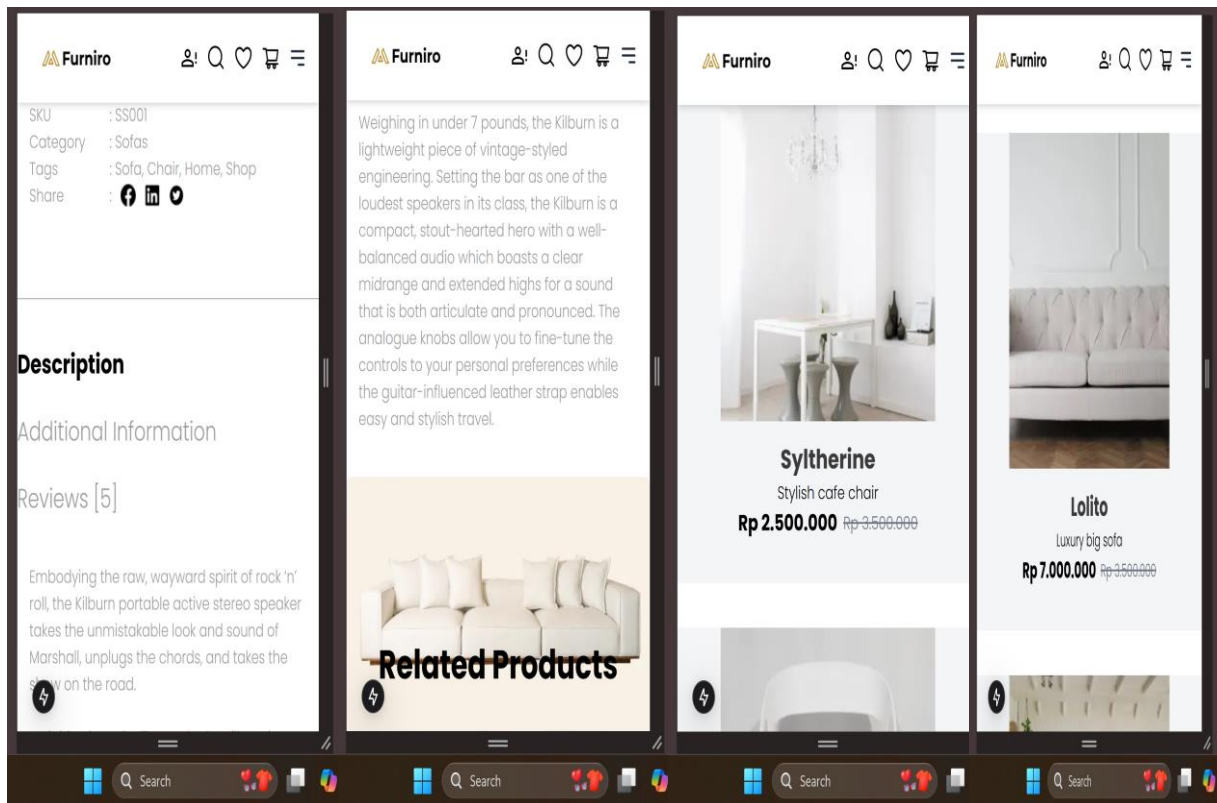 Furniro
SKU : SS001
Category : Sofas
Tags : Sofa, Chair, Home, Shop
Share :
Description
Additional Information
Reviews [5]
Embodying the raw, wayward spirit of rock ‘n’
roll, the Kilburn portable active stereo speaker
takes the unmistakable look and sound of
Marshall, unplugs the chords, and takes the
show on the road.
Search
Furniro
Weighing in under 7 pounds, the Kilburn is a
lightweight piece of vintage-styled
engineering. Setting the bar as one of the
loudest speakers in its class, the Kilburn is a
compact, stout-hearted hero with a well-
balanced audio which boasts a clear
midrange and extended highs for a sound
that is both articulate and pronounced. The
analogue knobs allow you to fine-tune the
controls to your personal preferences while
the guitar-influenced leather strap enables
easy and stylish travel.
Related Products
Search
Furniro
Syltherine
Stylish cafe chair
Rp 2.500.000 Rp 3.500.000
Search
Furniro
Lolito
Luxury big sofa
Rp 7.000.000 Rp 3.500.000
Search